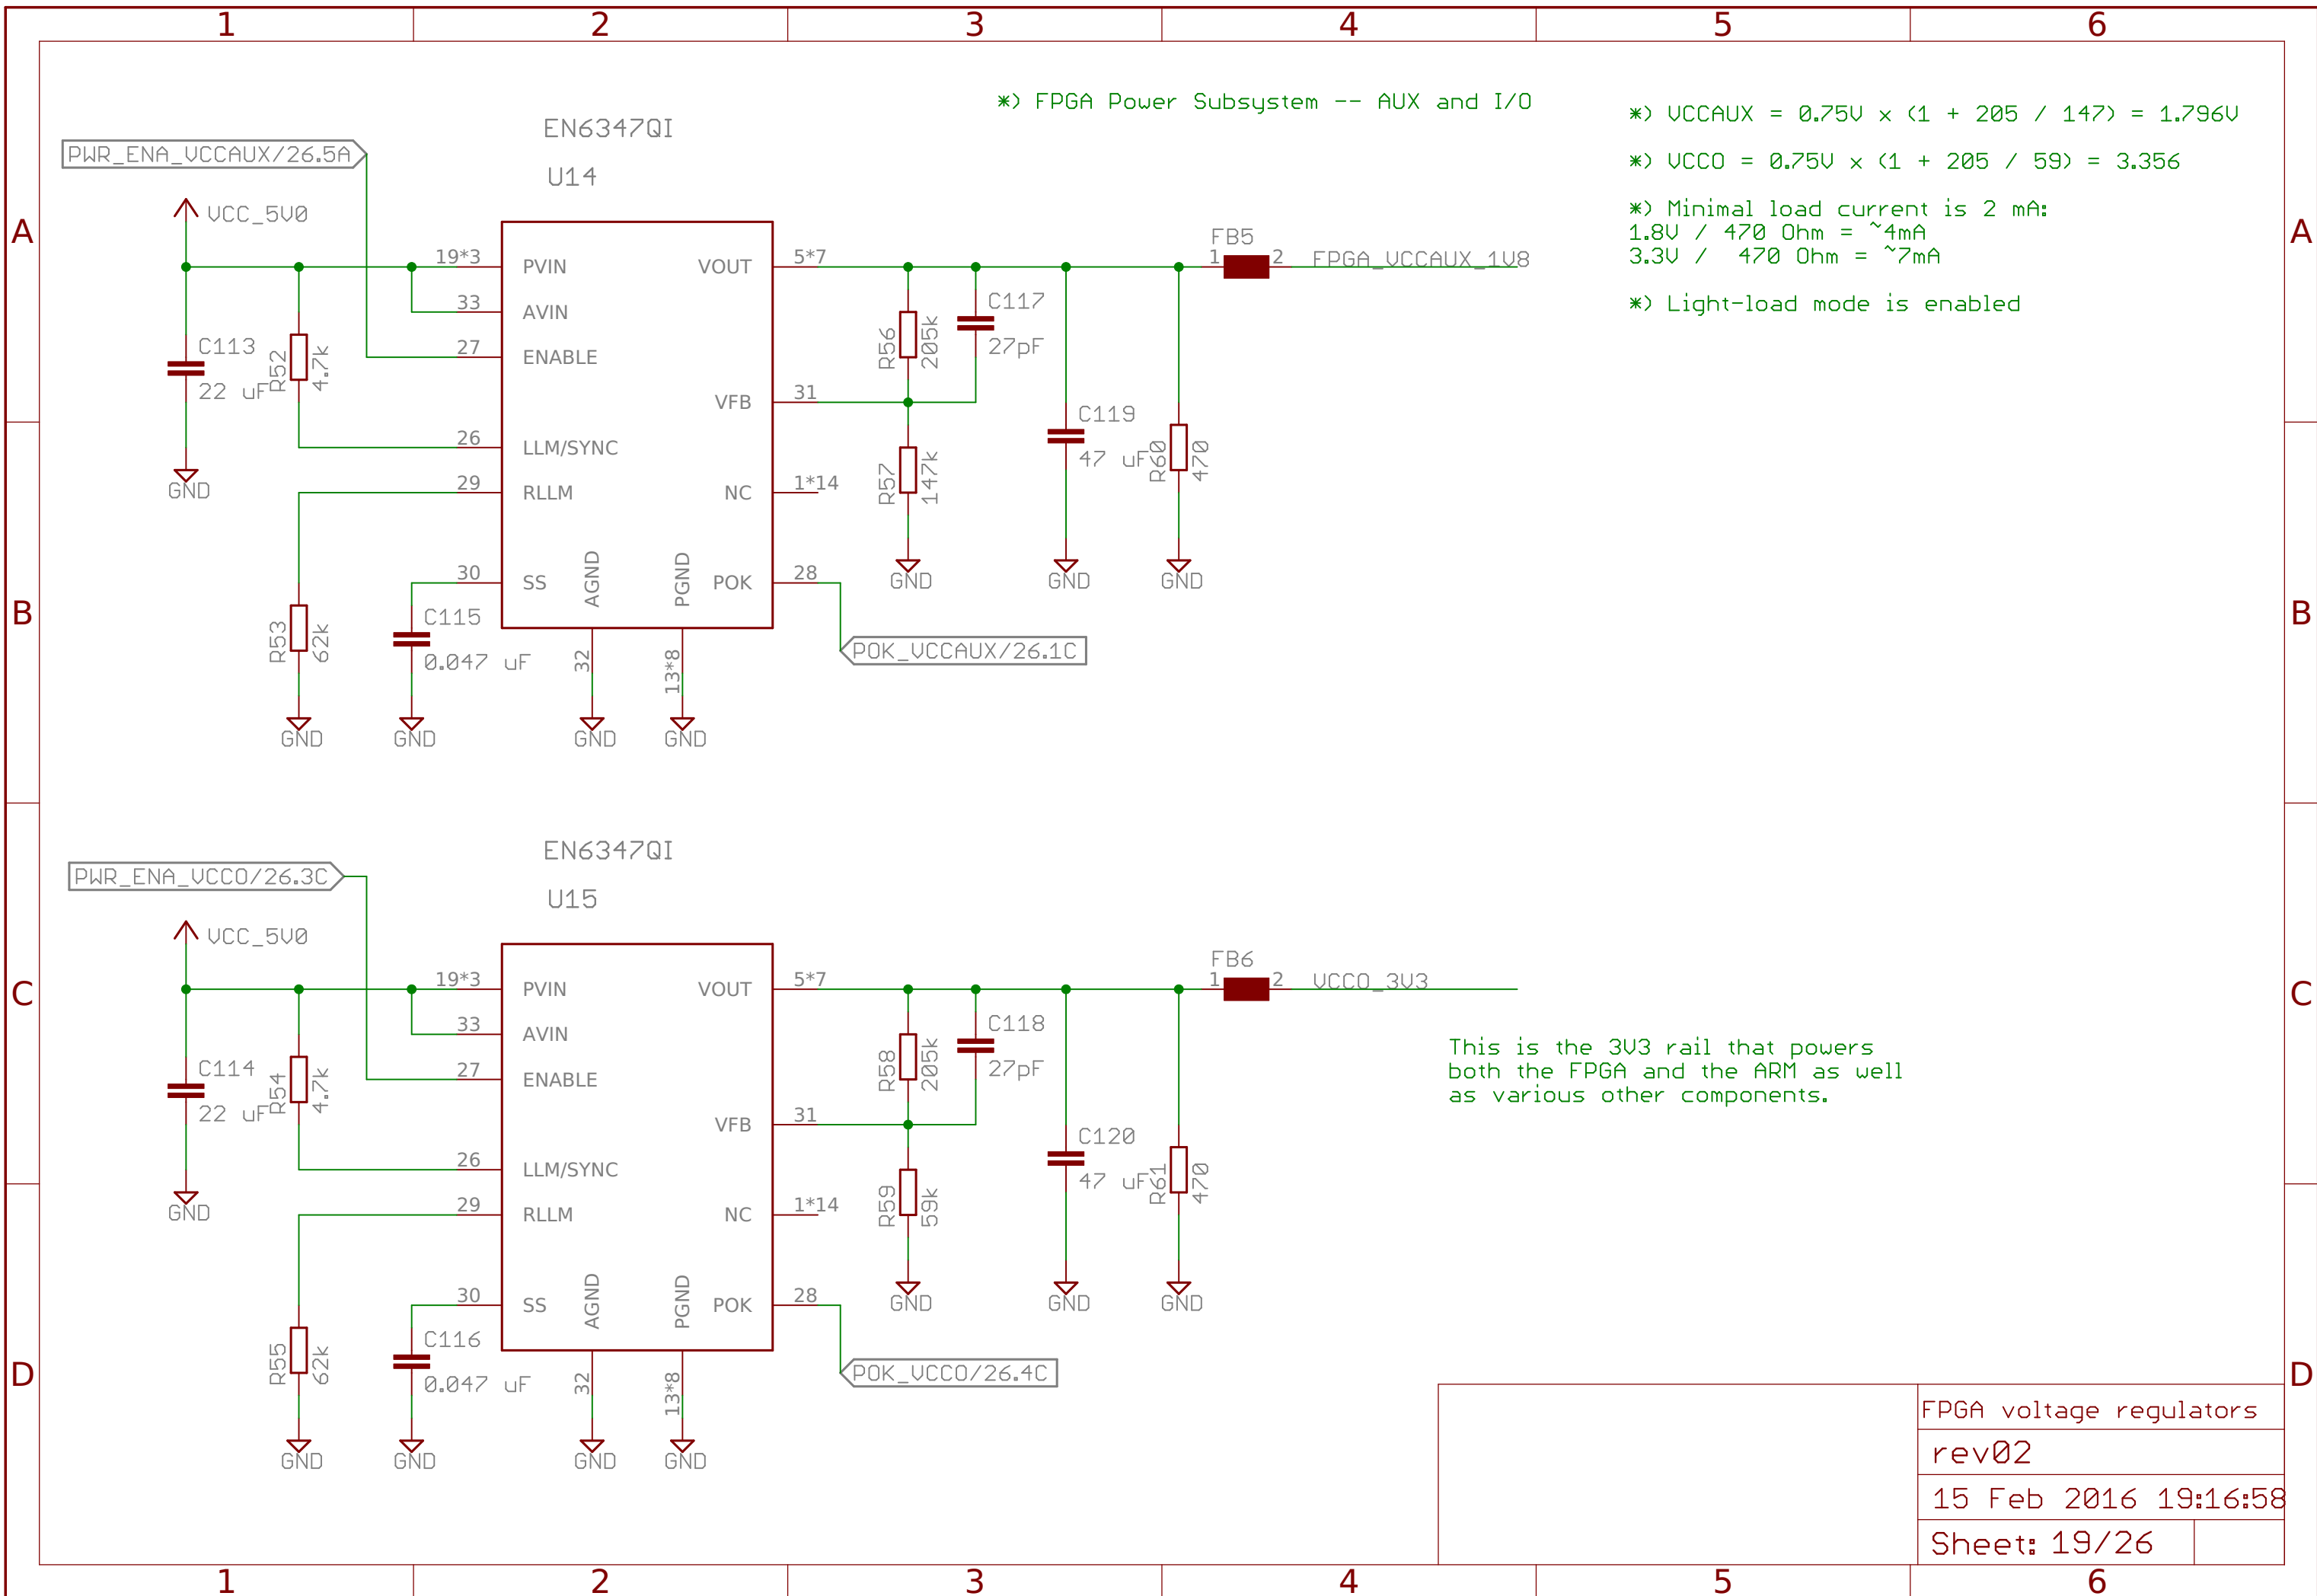 1 2 3 4 5 6
*) FPGA Power Subsystem -- AUX and I/O
*) VCCAUX = 0.75V x (1 + 205 / 147) = 1.796V
*) VCCO = 0.75V x (1 + 205 / 59) = 3.356
*) Minimal load current is 2 mA:
1.8V / 470 Ohm = ~4mA
3.3V /  470 Ohm = ~7mA
*) Light-load mode is enabled
A
A
EN6347QI
U14
PWR_ENA_VCCAUX/26.5A
VCC_5V0
19*3
PVIN
VOUT
5*7
FB5
1
2
FPGA_VCCAUX_1V8
33
AVIN
27
ENABLE
C113
22 uF
R52
4.7k
R56
205k
C117
27pF
VFB
31
26
LLM/SYNC
29
RLLM
NC
1*14
R57
147k
C119
47 uF
R60
470
GND
B
B
30
SS
AGND
PGND
POK
28
GND
GND
GND
R53
62k
C115
0.047 uF
32
13*8
POK_VCCAUX/26.1C
GND
GND
GND
GND
EN6347QI
U15
PWR_ENA_VCCO/26.3C
VCC_5V0
C
C
19*3
PVIN
VOUT
5*7
FB6
1
2
VCCO_3V3
33
AVIN
27
ENABLE
C114
22 uF
R54
4.7k
R58
205k
C118
27pF
This is the 3V3 rail that powers
both the FPGA and the ARM as well
as various other components.
VFB
31
26
LLM/SYNC
29
RLLM
NC
1*14
R59
59k
C120
47 uF
R61
470
GND
30
SS
AGND
PGND
POK
28
GND
GND
GND
D
D
R55
62k
C116
0.047 uF
32
13*8
POK_VCCO/26.4C
GND
GND
GND
GND
FPGA voltage regulators
rev02
15 Feb 2016 19:16:58
Sheet: 19/26
1 2 3 4 5 6